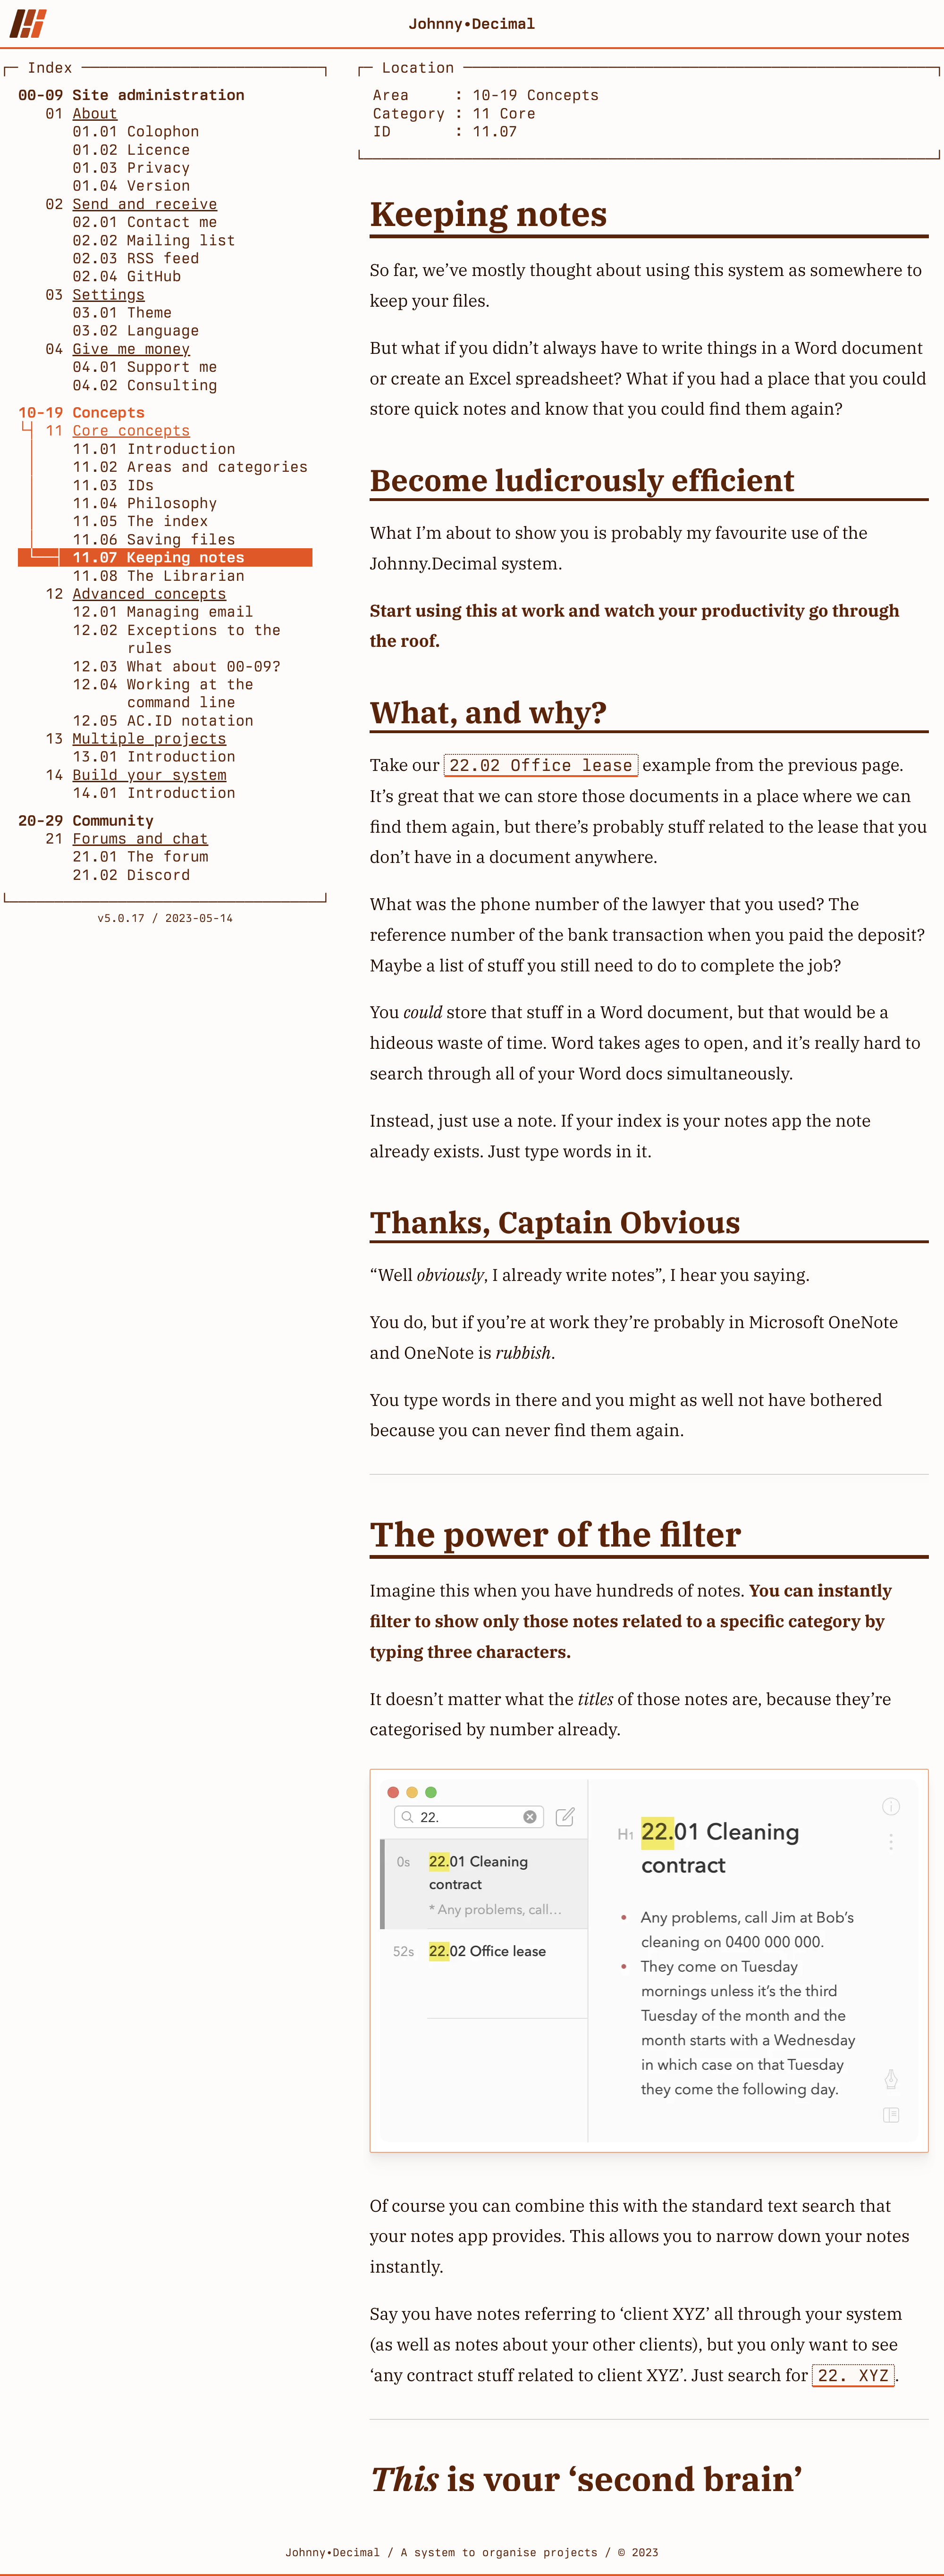 Johnny•Decimal
Index
00-09 Site administration
01 About
01.01 Colophon
01.02 Licence
01.03 Privacy
01.04 Version
02 Send and receive
02.01 Contact me
02.02 Mailing list
02.03 RSS feed
02.04 GitHub
03 Settings
03.01 Theme
03.02 Language
04 Give me money
04.01 Support me
04.02 Consulting
10-19 Concepts
11 Core concepts
11.01 Introduction
11.02 Areas and categories
11.03 IDs
11.04 Philosophy
11.05 The index
11.06 Saving files
11.07 Keeping notes
11.08 The Librarian
12 Advanced concepts
12.01 Managing email
12.02 Exceptions to the
rules
12.03 What about 00-09?
12.04 Working at the
command line
12.05 AC.ID notation
13 Multiple projects
13.01 Introduction
14 Build your system
14.01 Introduction
20-29 Community
21 Forums and chat
21.01 The forum
21.02 Discord
v5.0.17 / 2023-05-14
Location
Area : 10-19 Concepts
Category : 11 Core
ID : 11.07
Keeping notes
So far, we’ve mostly thought about using this system as somewhere to
keep your files.
But what if you didn’t always have to write things in a Word document
or create an Excel spreadsheet? What if you had a place that you could
store quick notes and know that you could find them again?
Become ludicrously efficient
What I’m about to show you is probably my favourite use of the
Johnny.Decimal system.
Start using this at work and watch your productivity go through
the roof.
What, and why?
Take our 22.02 Office lease example from the previous page.
It’s great that we can store those documents in a place where we can
find them again, but there’s probably stuff related to the lease that you
don’t have in a document anywhere.
What was the phone number of the lawyer that you used? The
reference number of the bank transaction when you paid the deposit?
Maybe a list of stuff you still need to do to complete the job?
You could store that stuff in a Word document, but that would be a
hideous waste of time. Word takes ages to open, and it’s really hard to
search through all of your Word docs simultaneously.
Instead, just use a note. If your index is your notes app the note
already exists. Just type words in it.
Thanks, Captain Obvious
“Well obviously, I already write notes”, I hear you saying.
You do, but if you’re at work they’re probably in Microsoft OneNote
and OneNote is rubbish.
You type words in there and you might as well not have bothered
because you can never find them again.
The power of the filter
Imagine this when you have hundreds of notes. You can instantly
filter to show only those notes related to a specific category by
typing three characters.
It doesn’t matter what the titles of those notes are, because they’re
categorised by number already.
22.
0s 22.01 Cleaning
contract
* Any problems, call...
52s 22.02 Office lease
H1 22.01 Cleaning
contract
• Any problems, call Jim at Bob’s
cleaning on 0400 000 000.
• They come on Tuesday
mornings unless it’s the third
Tuesday of the month and the
month starts with a Wednesday
in which case on that Tuesday
they come the following day.
Of course you can combine this with the standard text search that
your notes app provides. This allows you to narrow down your notes
instantly.
Say you have notes referring to ‘client XYZ’ all through your system
(as well as notes about your other clients), but you only want to see
‘any contract stuff related to client XYZ’. Just search for 22. XYZ.
This is your ‘second brain’
Johnny•Decimal / A system to organise projects / © 2023